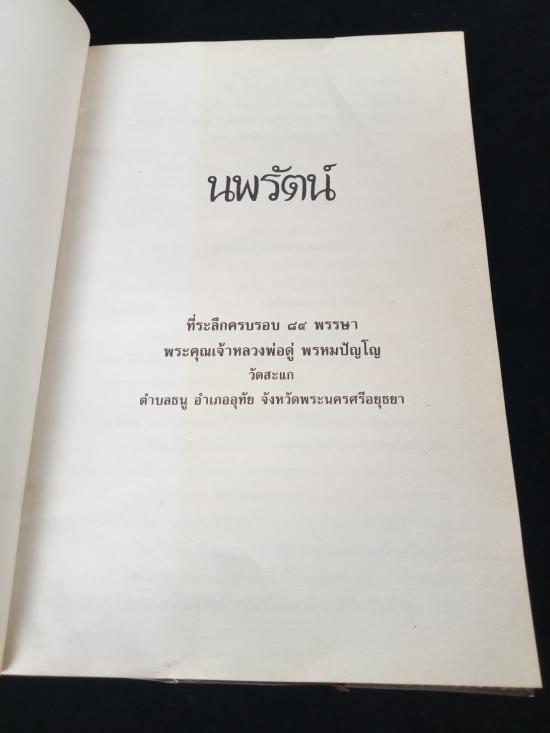 นพรัตน์
ที่ระลึกครบรอบ ๘๔ พรรษา
พระคุณเจ้าหลวงพ่อดู่ พรหมปัญโญ
วัดสะแก
ตำบลธนู อำเภออุทัย จังหวัดพระนครศรีอยุธยา